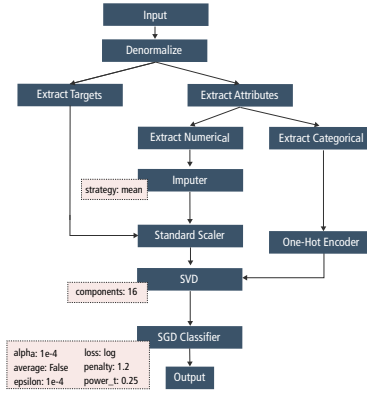 Input
Denormalize
Extract Targets
Extract Attributes
Extract Numerical
Extract Categorical
Imputer
strategy: mean
Standard Scaler
One-Hot Encoder
SVD
components: 16
SGD Classifier
alpha: 1e-4 loss: log
average: False penalty: 1.2
epsilon: 1e-4 power_t: 0.25
Output